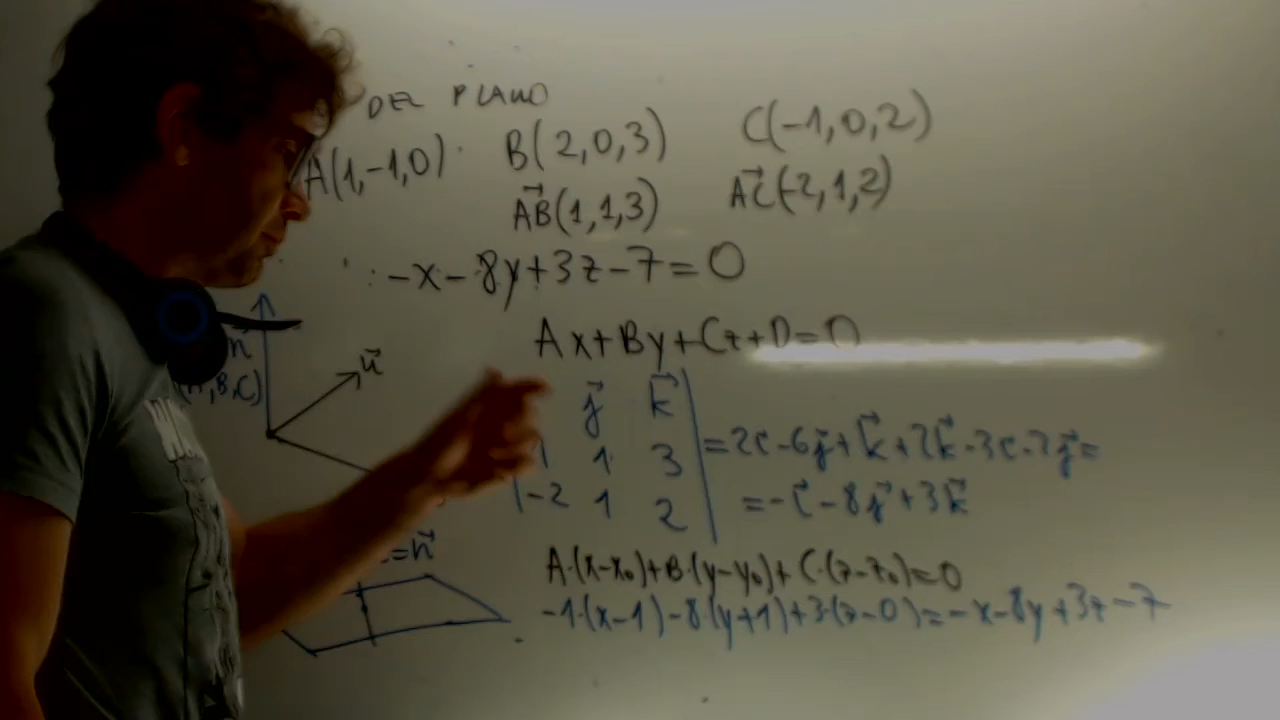 DEL PLANO
A(1,-1,0) B(2,0,3) C(-1,0,2)
AB⃗(1,1,3) AC⃗(-2,1,2)
: -x-8y+3z-7=0
Ax+By+Cz+D=0
n⃗
(A,B,C)
u⃗
j⃗ k⃗
1 1 3
-2 1 2
=2i⃗-6j⃗+k⃗+2k⃗-3i⃗-2j⃗=
=-i⃗-8j⃗+3k⃗
=n⃗
A·(x-x₀)+B·(y-y₀)+C·(z-z₀)=0
-1·(x-1)-8·(y+1)+3·(z-0)=-x-8y+3z-7